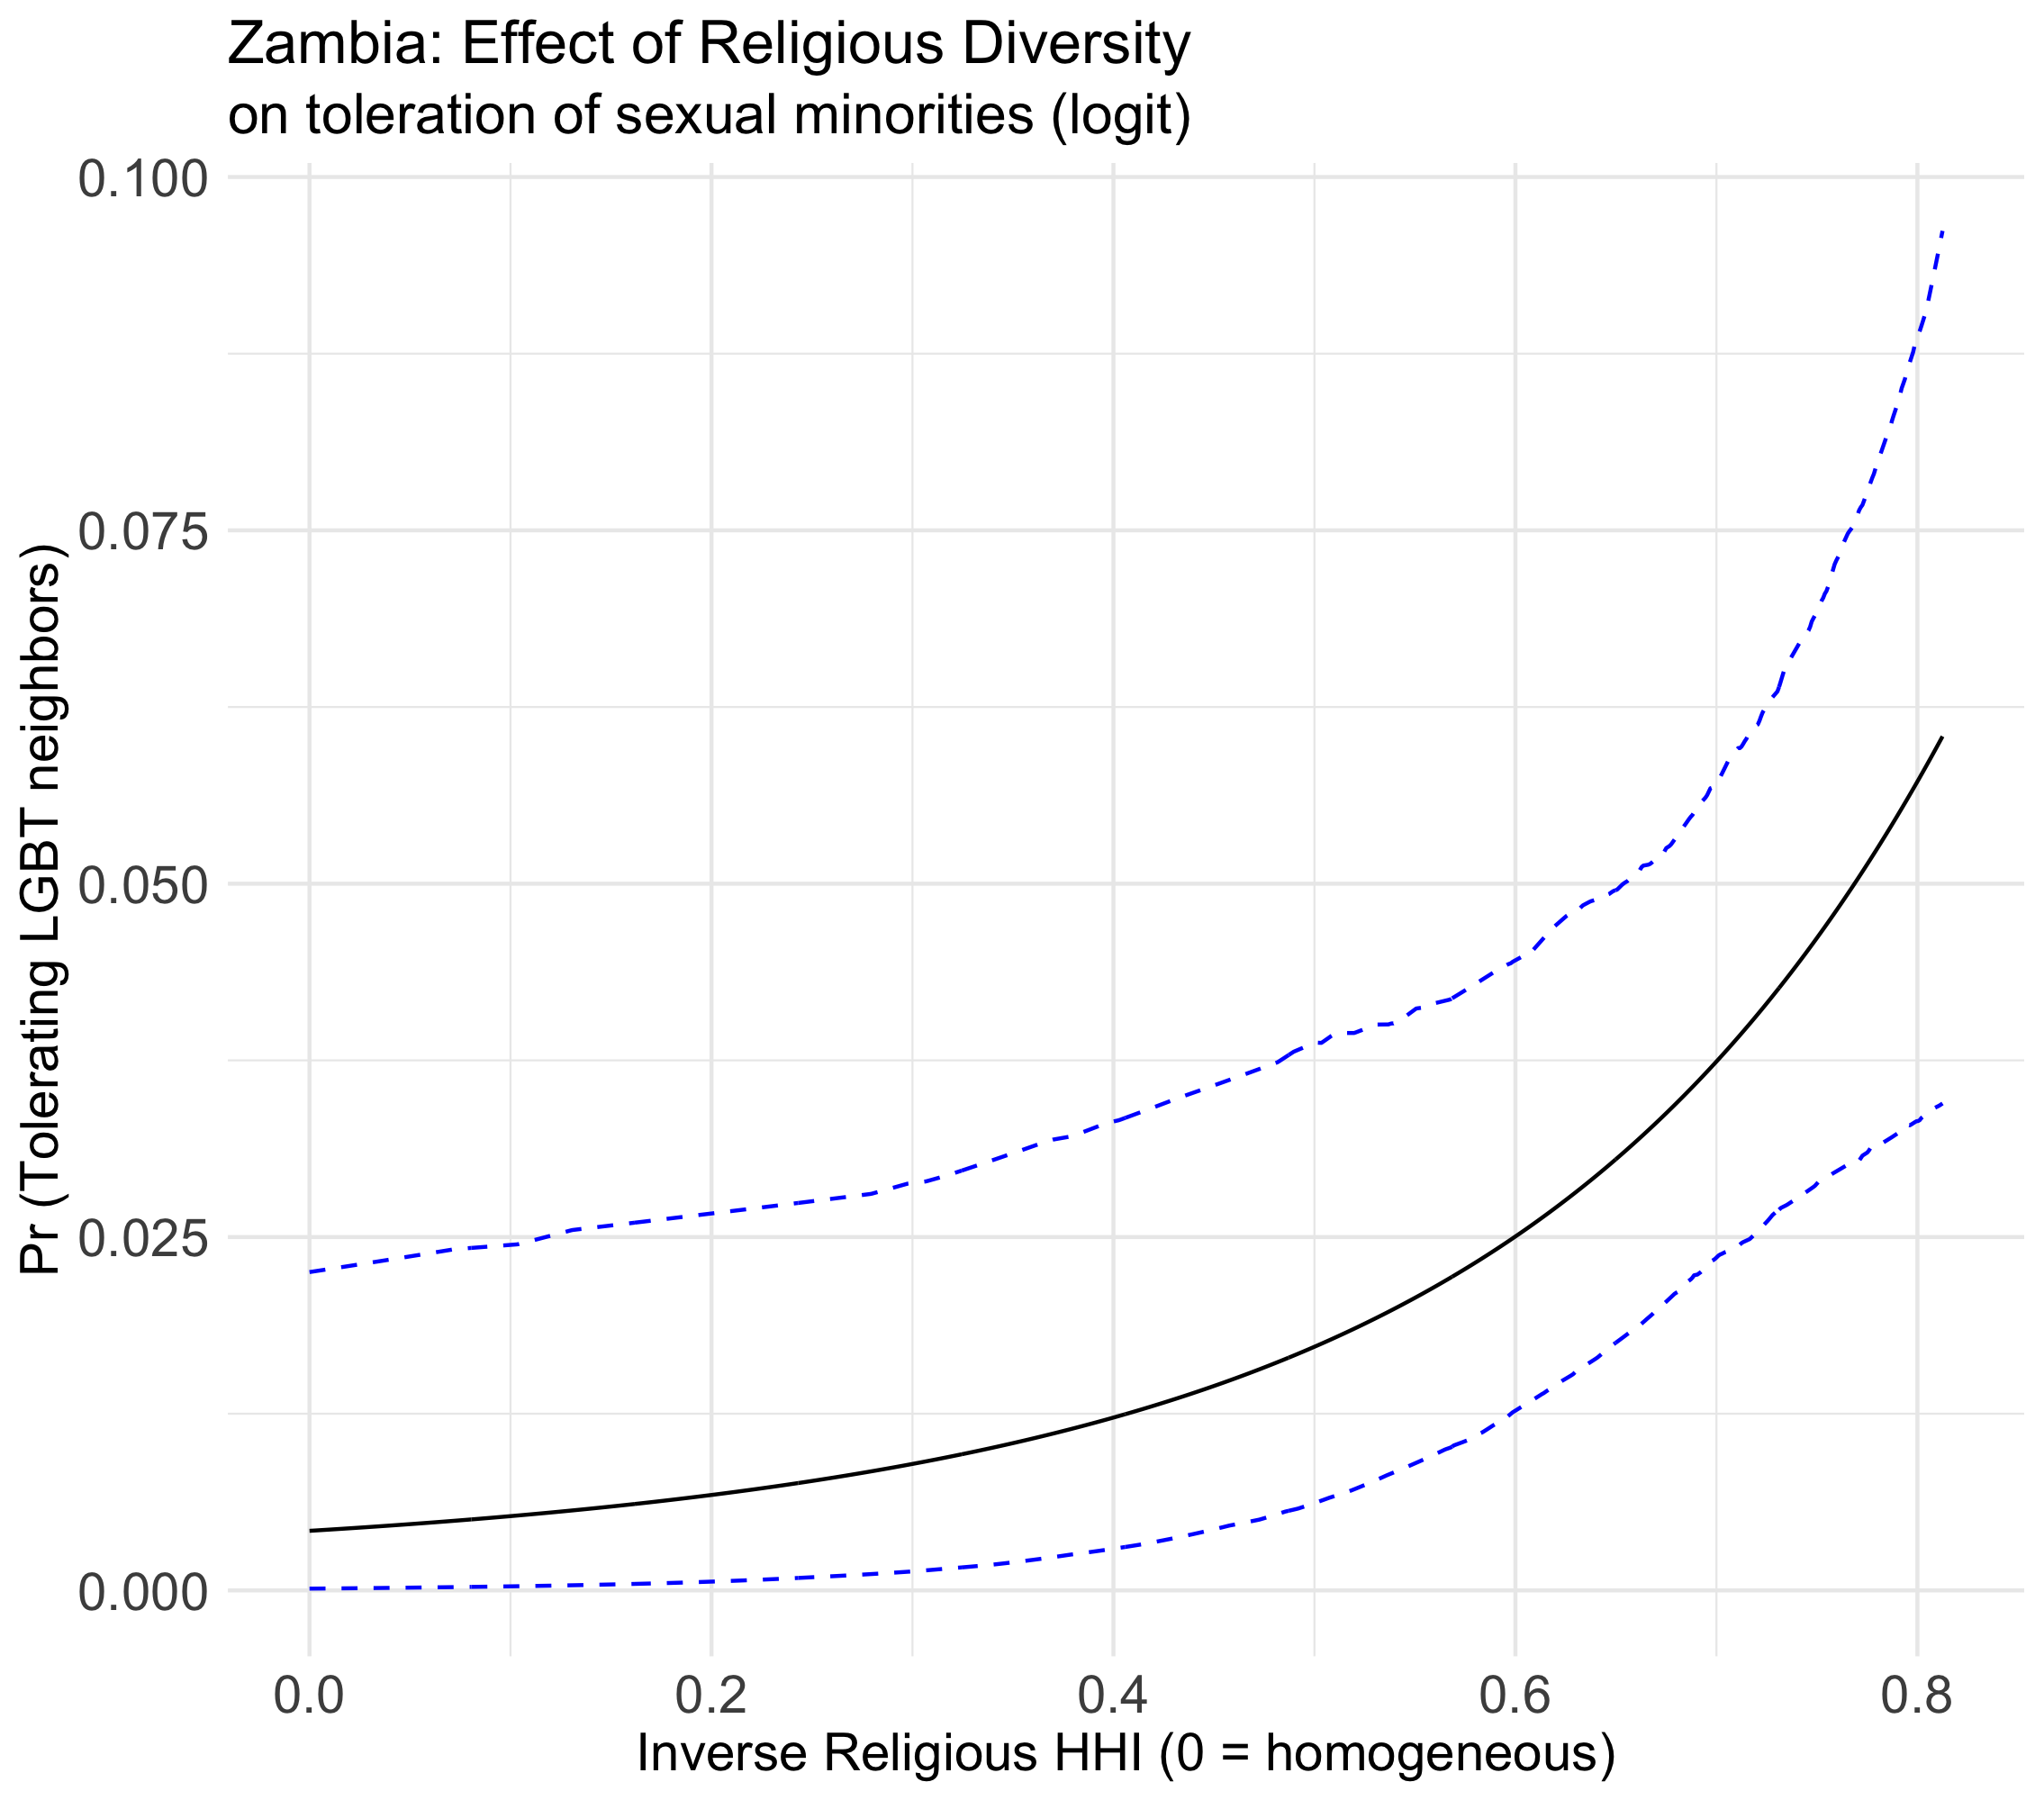 Zambia: Effect of Religious Diversity
on toleration of sexual minorities (logit)
Pr (Tolerating LGBT neighbors)
0.100
0.075
0.050
0.025
0.000
0.0 0.2 0.4 0.6 0.8
Inverse Religious HHI (0 = homogeneous)